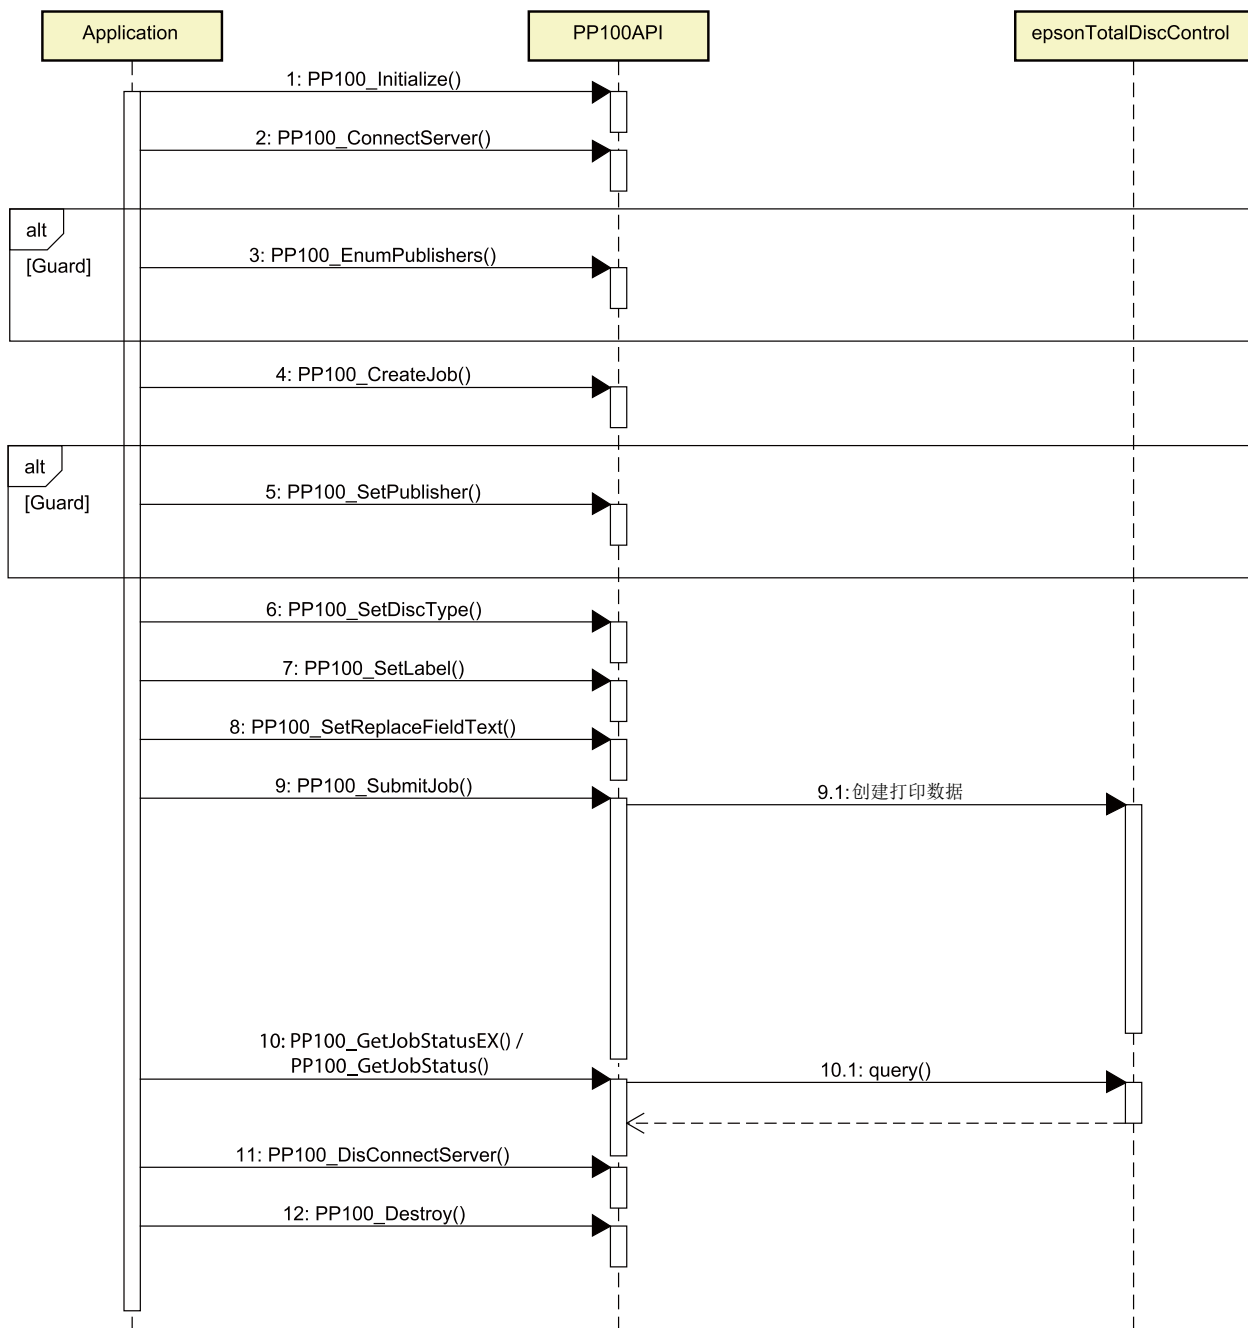 Application
PP100API
epsonTotalDiscControl
1: PP100_Initialize()
2: PP100_ConnectServer()
alt
[Guard]
3: PP100_EnumPublishers()
4: PP100_CreateJob()
alt
[Guard]
5: PP100_SetPublisher()
6: PP100_SetDiscType()
7: PP100_SetLabel()
8: PP100_SetReplaceFieldText()
9: PP100_SubmitJob()
9.1:创建打印数据
10: PP100_GetJobStatusEX() /
PP100_GetJobStatus()
10.1: query()
11: PP100_DisConnectServer()
12: PP100_Destroy()